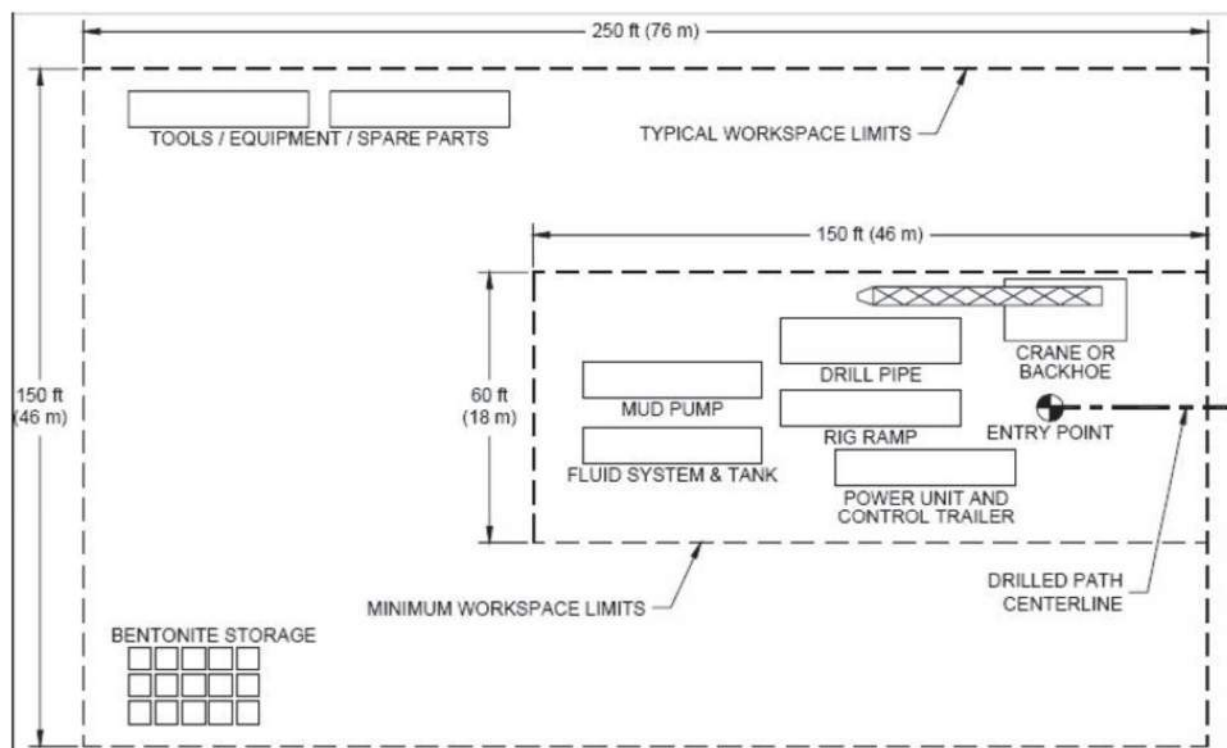 250 ft (76 m)
TOOLS / EQUIPMENT / SPARE PARTS
TYPICAL WORKSPACE LIMITS
150 ft (46 m)
150 ft
(46 m)
60 ft
(18 m)
CRANE OR
BACKHOE
DRILL PIPE
MUD PUMP
RIG RAMP
ENTRY POINT
FLUID SYSTEM & TANK
POWER UNIT AND
CONTROL TRAILER
DRILLED PATH
CENTERLINE
MINIMUM WORKSPACE LIMITS
BENTONITE STORAGE